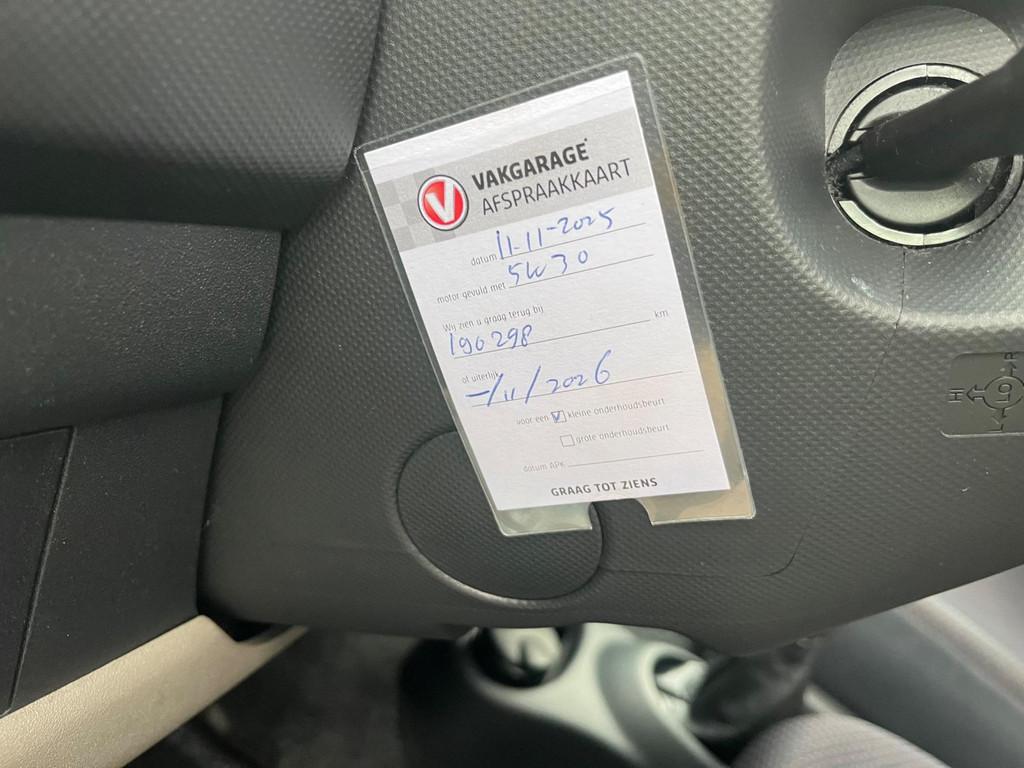 VAKGARAGE
AFSPRAAKKAART
datum 11-11-2025
motor gevuld met 5W30
Wij zien u graag terug bij
190298 km
of uiterlijk
-/11/2026
voor een V kleine onderhoudsbeurt
grote onderhoudsbeurt
datum APK
GRAAG TOT ZIENS
H
R
L